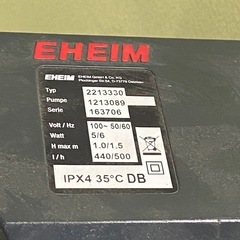 EHEIM
EHEIM GmbH & Co. KG
Plochinger Str.54, D-73779 Deizisau
Typ 2213330
Pumpe 1213089
Serie 163706
Volt / Hz 100~ 50/60
Watt 5/6
H max m 1.0/1.5
l / h 440/500
IPX4 35°C DB